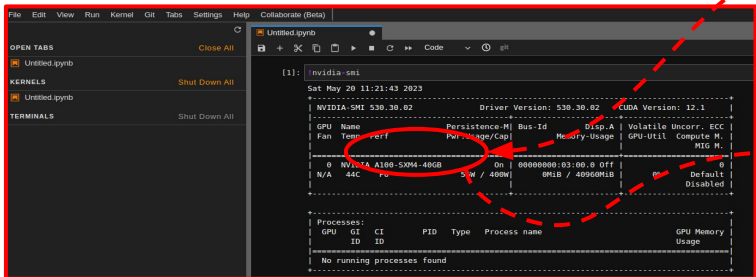 File Edit View Run Kernel Git Tabs Settings Help Collaborate (Beta)
OPEN TABS Close All
Untitled.ipynb
KERNELS Shut Down All
Untitled.ipynb
TERMINALS Shut Down All
Untitled.ipynb
Code git
[1]: !nvidia-smi
Sat May 20 11:21:43 2023
NVIDIA-SMI 530.30.02 Driver Version: 530.30.02 CUDA Version: 12.1
GPU Name Persistence-M| Bus-Id Disp.A | Volatile Uncorr. ECC
Fan Temp Perf Pwr:Usage/Cap| Memory-Usage | GPU-Util Compute M.
MIG M.
0 NVIDIA A100-SXM4-40GB On | 00000000:03:00.0 Off | 0
N/A 44C / 400W| 0MiB / 40960MiB | Default
Disabled
Processes:
GPU GI CI PID Type Process name GPU Memory
ID ID Usage
No running processes found